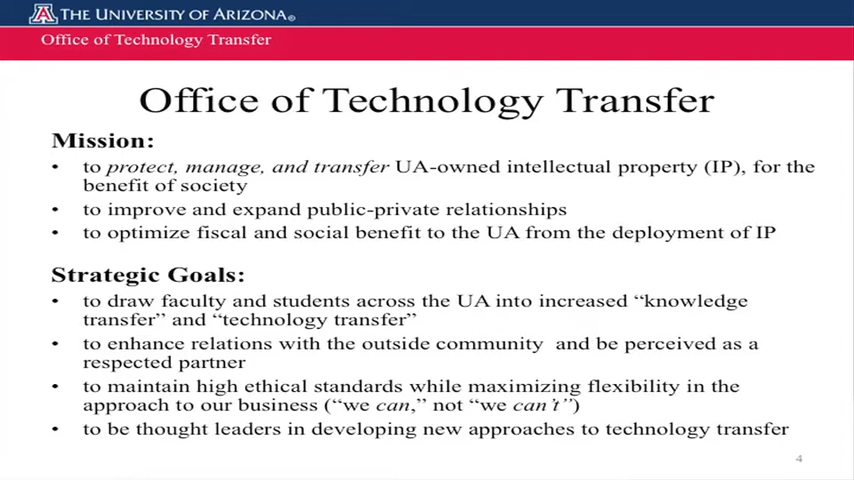 THE UNIVERSITY OF ARIZONA®
Office of Technology Transfer
Office of Technology Transfer
Mission:
• to protect, manage, and transfer UA-owned intellectual property (IP), for the
benefit of society
• to improve and expand public-private relationships
• to optimize fiscal and social benefit to the UA from the deployment of IP
Strategic Goals:
• to draw faculty and students across the UA into increased “knowledge
transfer” and “technology transfer”
• to enhance relations with the outside community and be perceived as a
respected partner
• to maintain high ethical standards while maximizing flexibility in the
approach to our business (“we can,” not “we can’t”)
• to be thought leaders in developing new approaches to technology transfer
4